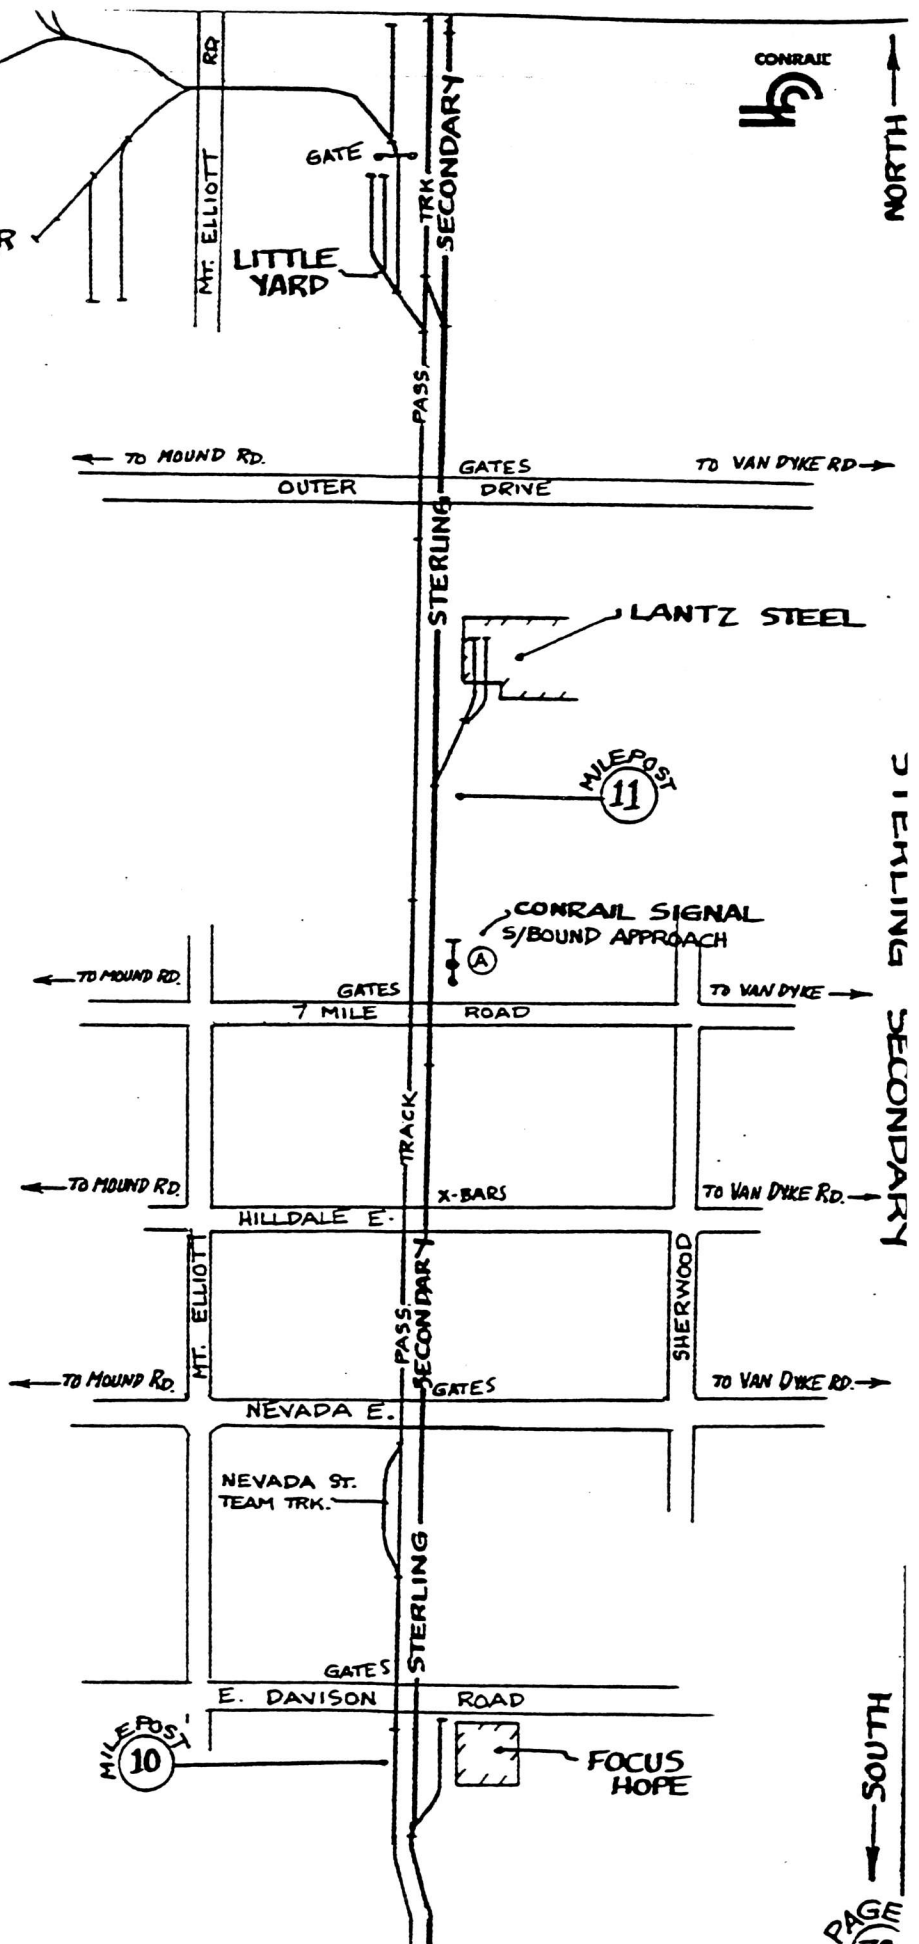 CONRAIL
NORTH
RD
MT. ELLIOTT
GATE
TRK
SECONDARY
R
LITTLE
YARD
PASS.
TO MOUND RD.
GATES
TO VAN DYKE RD
OUTER DRIVE
STERLING
LANTZ STEEL
MILEPOST
11
STERLING SECONDARY
CONRAIL SIGNAL
S/BOUND APPROACH
A
TO MOUND RD.
GATES
TO VAN DYKE
7 MILE ROAD
TRACK
TO MOUND RD.
X-BARS
TO VAN DYKE RD.
HILLDALE E.
MT. ELLIOTT
PASS.
SECONDARY
SHERWOOD
TO MOUND RD.
GATES
TO VAN DYKE RD.
NEVADA E.
NEVADA ST.
TEAM TRK.
STERLING
GATES
E. DAVISON ROAD
MILEPOST
10
FOCUS
HOPE
SOUTH
PAGE